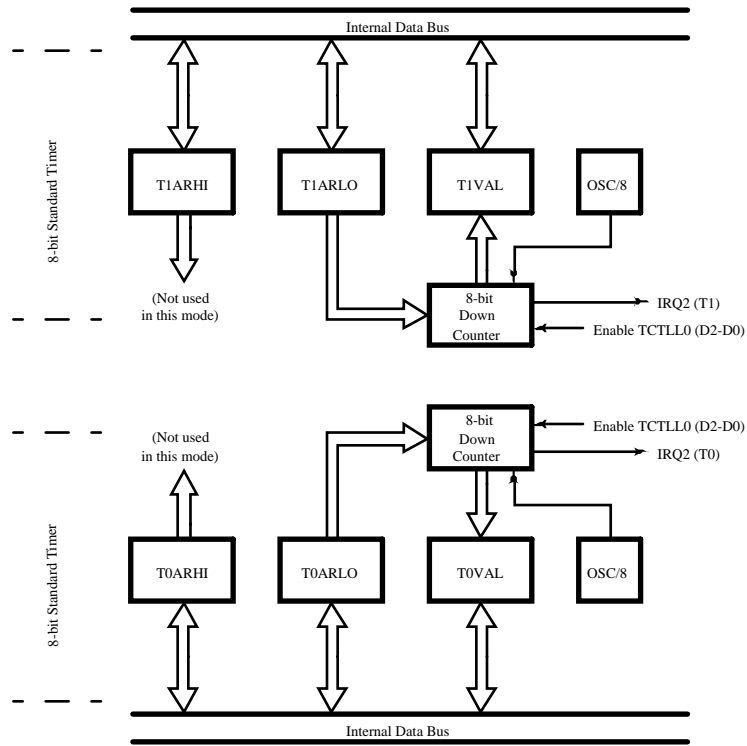 Internal Data Bus
8-bit Standard Timer
T1ARHI
T1ARLO
T1VAL
OSC/8
(Not used
in this mode)
8-bit
Down
Counter
IRQ2 (T1)
Enable TCTLL0 (D2-D0)
8-bit Standard Timer
(Not used
in this mode)
8-bit
Down
Counter
Enable TCTLL0 (D2-D0)
IRQ2 (T0)
T0ARHI
T0ARLO
T0VAL
OSC/8
Internal Data Bus